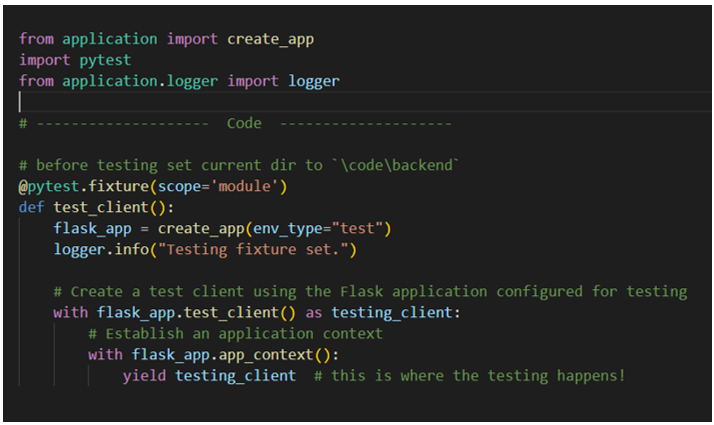 from application import create_app
import pytest
from application.logger import logger
# --------------------  Code  --------------------
# before testing set current dir to `\code\backend`
@pytest.fixture(scope='module')
def test_client():
    flask_app = create_app(env_type="test")
    logger.info("Testing fixture set.")
    # Create a test client using the Flask application configured for testing
    with flask_app.test_client() as testing_client:
        # Establish an application context
        with flask_app.app_context():
            yield testing_client  # this is where the testing happens!